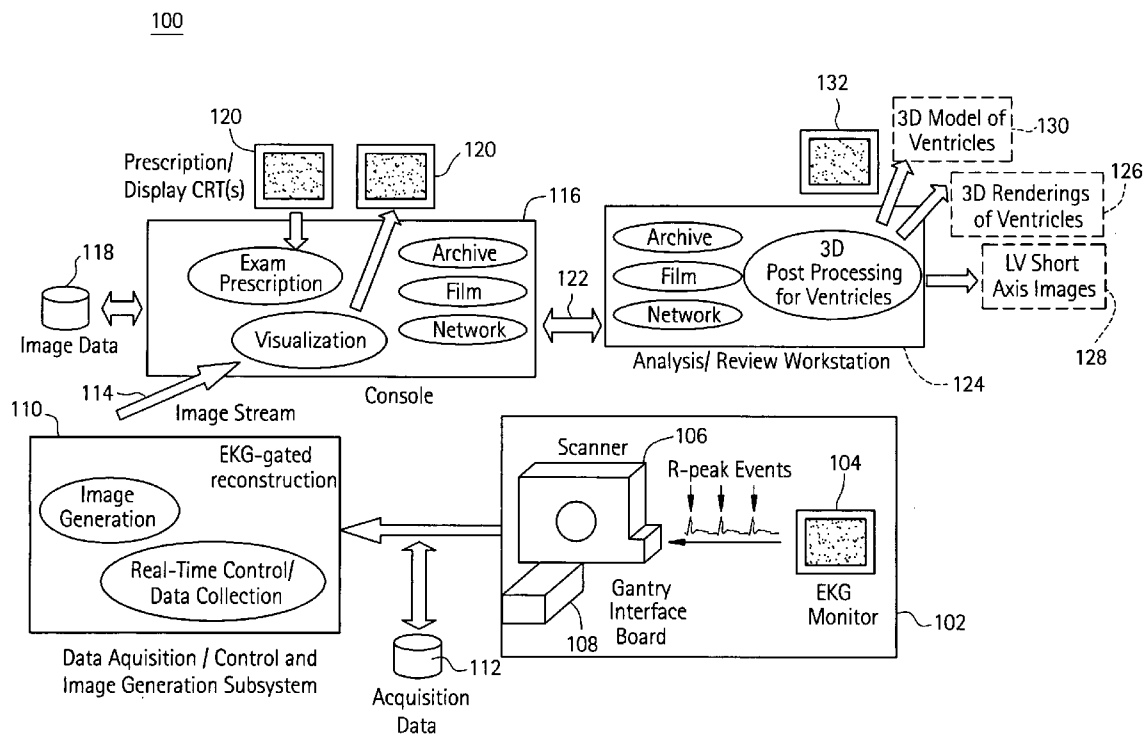 100
120
Prescription/
Display CRT(s)
120
116
118
Image Data
Exam
Prescription
Visualization
Archive
Film
Network
Console
122
132
3D Model of
Ventricles
130
126
3D Renderings
of Ventricles
LV Short
Axis Images
128
Archive
Film
Network
3D
Post Processing
for Ventricles
Analysis/ Review Workstation
124
114
Image Stream
110
EKG-gated
reconstruction
Image
Generation
Real-Time Control/
Data Collection
Data Aquisition / Control and
Image Generation Subsystem
112
Acquisition
Data
Scanner
106
R-peak Events
104
EKG
Monitor
Gantry
Interface
Board
108
102